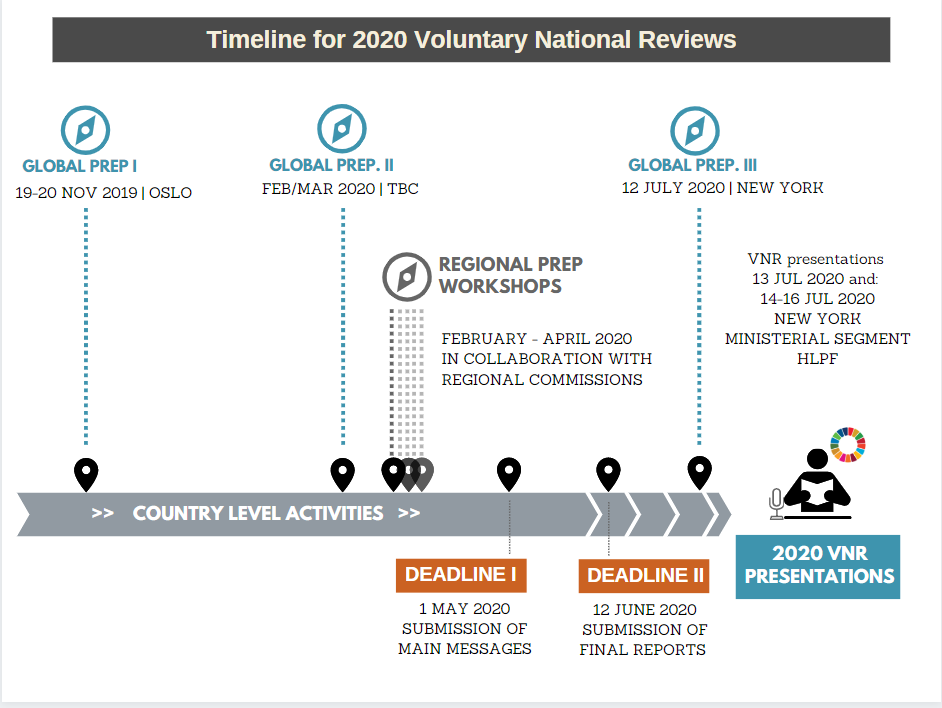 Timeline for 2020 Voluntary National Reviews
GLOBAL PREP I
19-20 NOV 2019 | OSLO
GLOBAL PREP. II
FEB/MAR 2020 | TBC
GLOBAL PREP. III
12 JULY 2020 | NEW YORK
REGIONAL PREP
WORKSHOPS
FEBRUARY - APRIL 2020
IN COLLABORATION WITH
REGIONAL COMMISSIONS
VNR presentations
13 JUL 2020 and:
14-16 JUL 2020
NEW YORK
MINISTERIAL SEGMENT
HLPF
>> COUNTRY LEVEL ACTIVITIES >>
DEADLINE I
1 MAY 2020
SUBMISSION OF
MAIN MESSAGES
DEADLINE II
12 JUNE 2020
SUBMISSION OF
FINAL REPORTS
2020 VNR
PRESENTATIONS